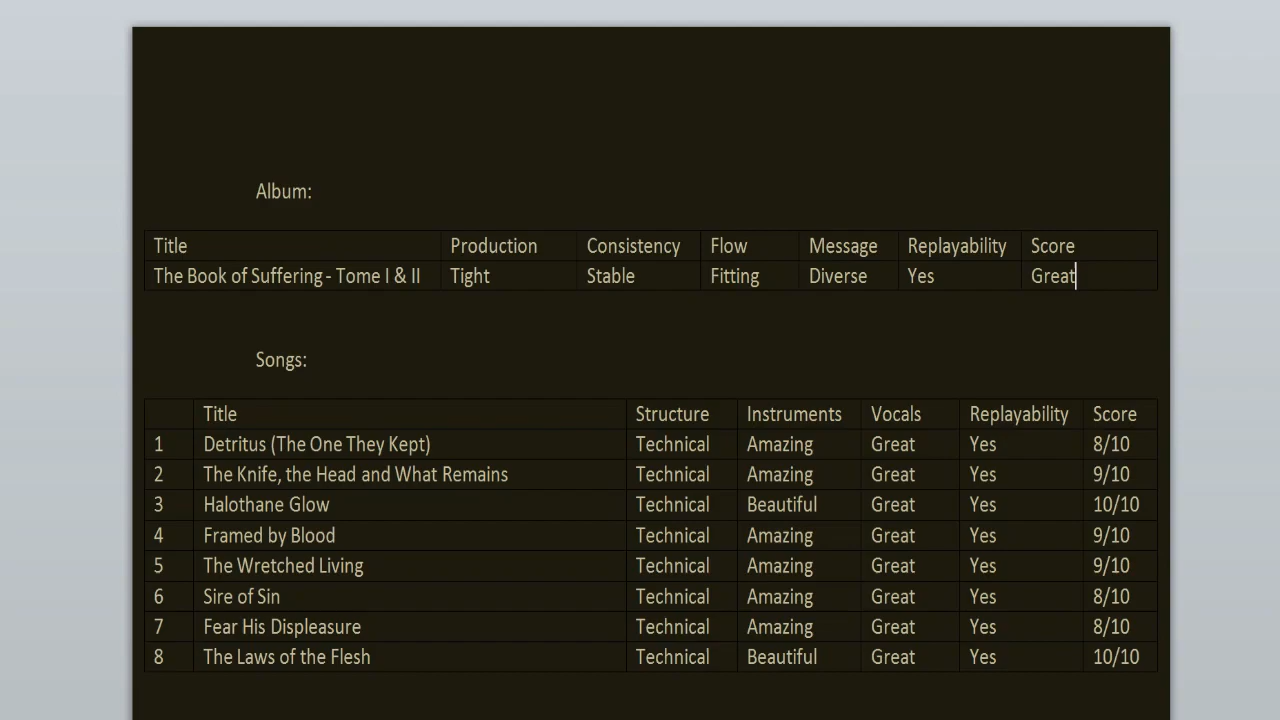 Album:
Title Production Consistency Flow Message Replayability Score
The Book of Suffering - Tome I & II Tight Stable Fitting Diverse Yes Great
Songs:
Title Structure Instruments Vocals Replayability Score
1 Detritus (The One They Kept) Technical Amazing Great Yes 8/10
2 The Knife, the Head and What Remains Technical Amazing Great Yes 9/10
3 Halothane Glow Technical Beautiful Great Yes 10/10
4 Framed by Blood Technical Amazing Great Yes 9/10
5 The Wretched Living Technical Amazing Great Yes 9/10
6 Sire of Sin Technical Amazing Great Yes 8/10
7 Fear His Displeasure Technical Amazing Great Yes 8/10
8 The Laws of the Flesh Technical Beautiful Great Yes 10/10